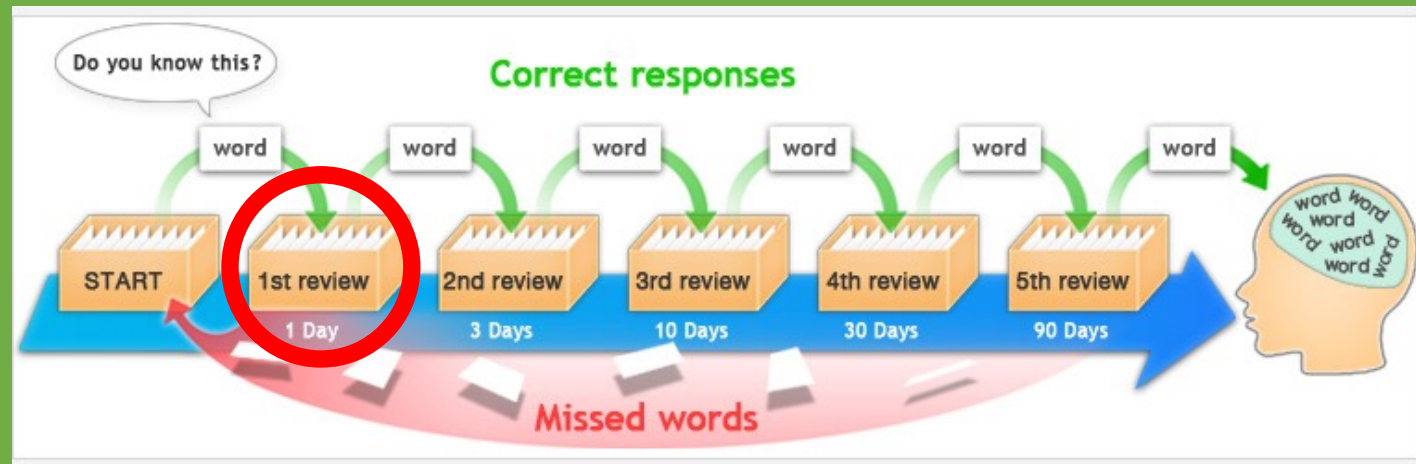 Do you know this?
Correct responses
word word word word word word
START 1st review 2nd review 3rd review 4th review 5th review
1 Day 3 Days 10 Days 30 Days 90 Days
word word
word
word word
word word
word
Missed words